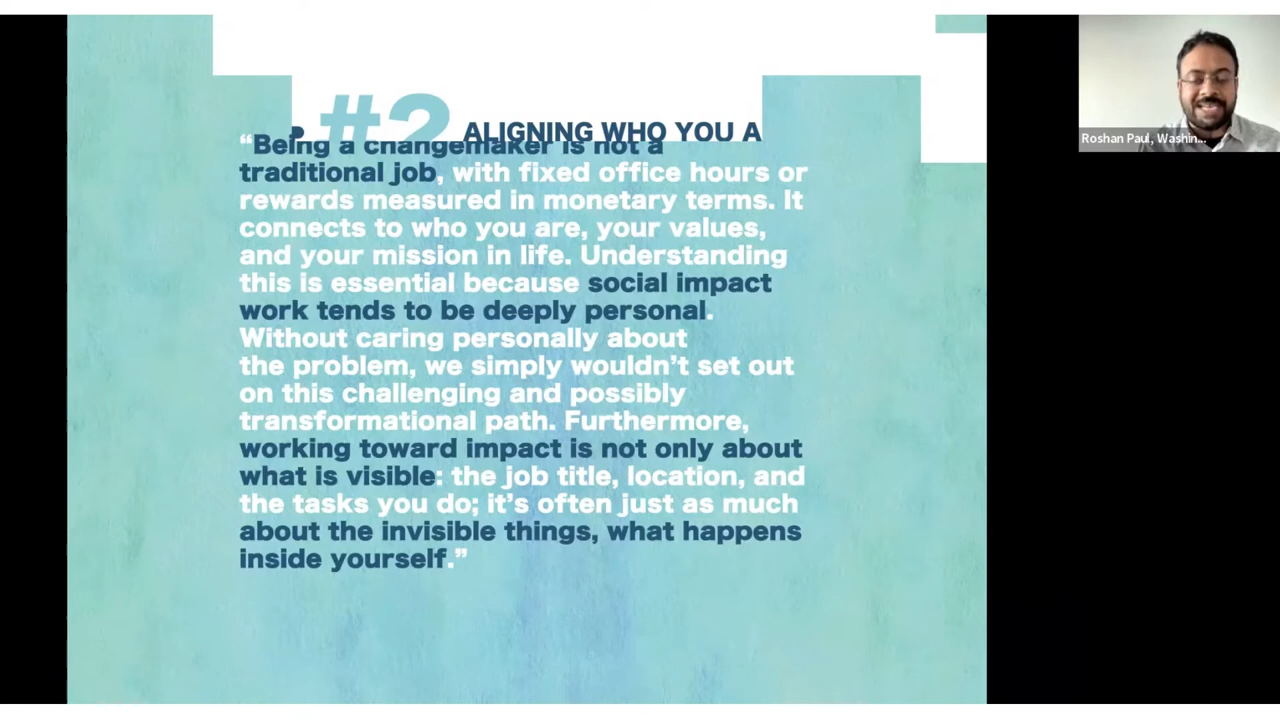 #2 ALIGNING WHO YOU A
“Being a changemaker is not a
traditional job, with fixed office hours or
rewards measured in monetary terms. It
connects to who you are, your values,
and your mission in life. Understanding
this is essential because social impact
work tends to be deeply personal.
Without caring personally about
the problem, we simply wouldn’t set out
on this challenging and possibly
transformational path. Furthermore,
working toward impact is not only about
what is visible: the job title, location, and
the tasks you do; it’s often just as much
about the invisible things, what happens
inside yourself.”
Roshan Paul, Washin...